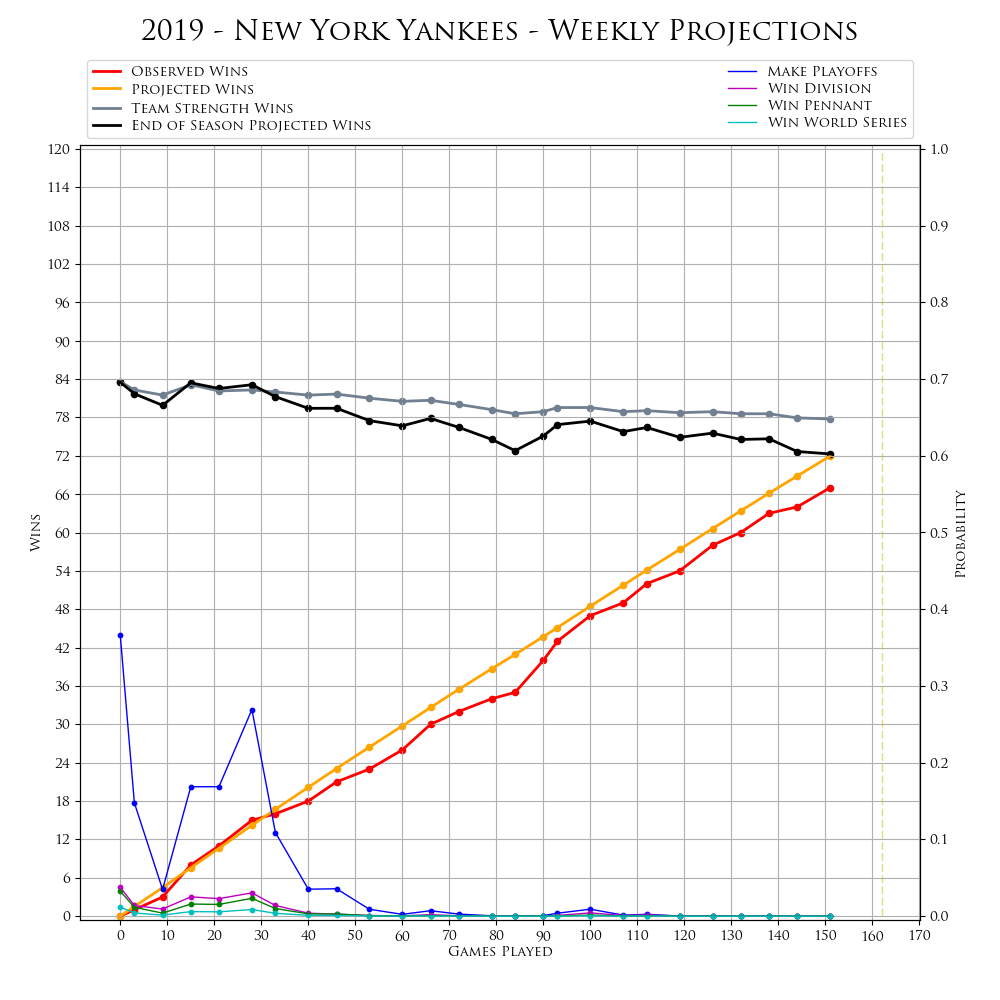 2019 - New York Yankees - Weekly Projections
Observed Wins
Projected Wins
Team Strength Wins
End of Season Projected Wins
Make Playoffs
Win Division
Win Pennant
Win World Series
120
114
108
102
96
90
84
78
72
66
60
54
48
42
36
30
24
18
12
6
0
Wins
1.0
0.9
0.8
0.7
0.6
0.5
0.4
0.3
0.2
0.1
0.0
Probability
0 10 20 30 40 50 60 70 80 90 100 110 120 130 140 150 160 170
Games Played